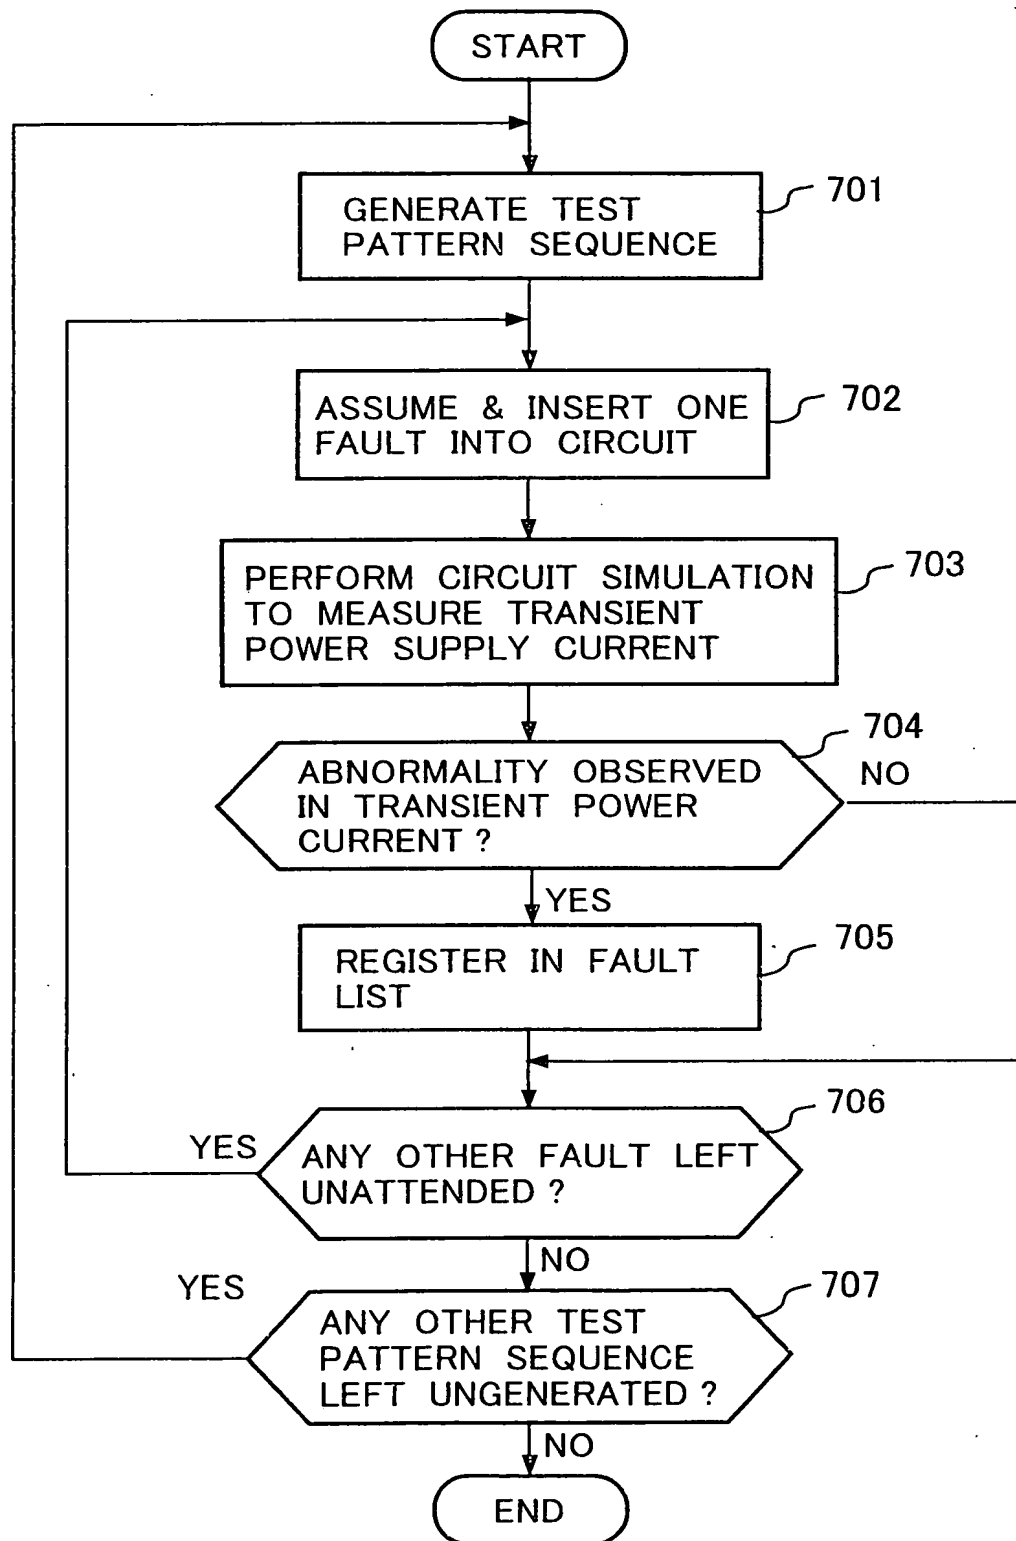 START
701
GENERATE TEST
PATTERN SEQUENCE
702
ASSUME & INSERT ONE
FAULT INTO CIRCUIT
703
PERFORM CIRCUIT SIMULATION
TO MEASURE TRANSIENT
POWER SUPPLY CURRENT
704
NO
ABNORMALITY OBSERVED
IN TRANSIENT POWER
CURRENT ?
YES
705
REGISTER IN FAULT
LIST
706
YES
ANY OTHER FAULT LEFT
UNATTENDED ?
NO
707
YES
ANY OTHER TEST
PATTERN SEQUENCE
LEFT UNGENERATED ?
NO
END